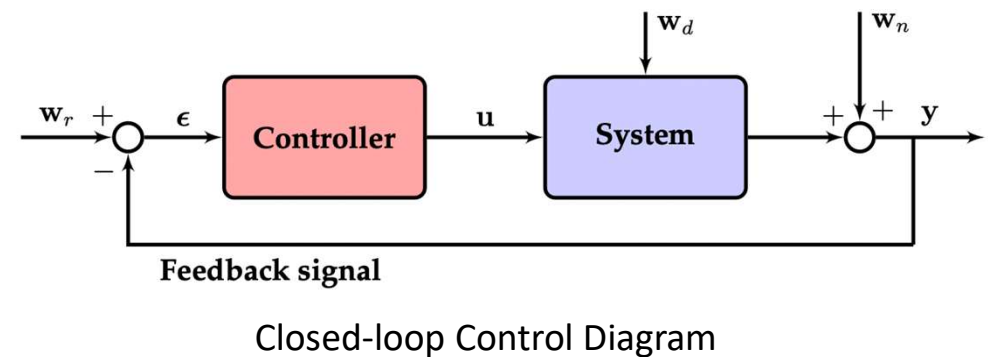 w_d
w_n
w_r
+
ϵ
Controller
u
System
+
+
y
−
Feedback signal
Closed-loop Control Diagram